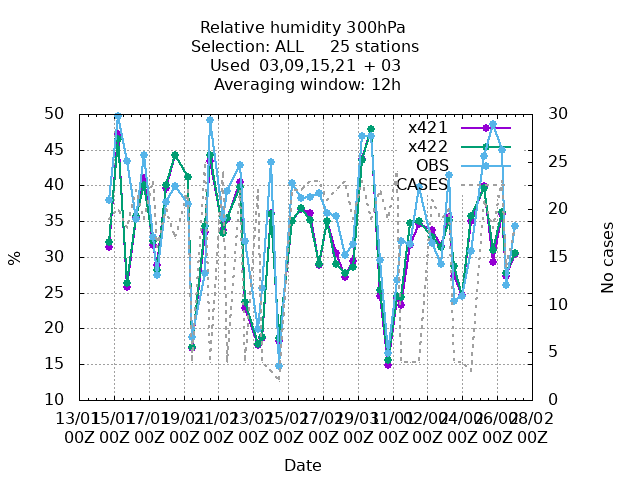 Relative humidity 300hPa
Selection: ALL 25 stations
Used 03,09,15,21 + 03
Averaging window: 12h
50
45
40
35
30
25
20
15
10
%
x421
x422
OBS
CASES
30
25
20
15
10
5
0
No cases
13/01 15/01 17/01 19/01 21/01 23/01 25/01 27/01 29/01 31/01 02/02 04/02 06/02 08/02
00Z 00Z 00Z 00Z 00Z 00Z 00Z 00Z 00Z 00Z 00Z 00Z 00Z 00Z
Date